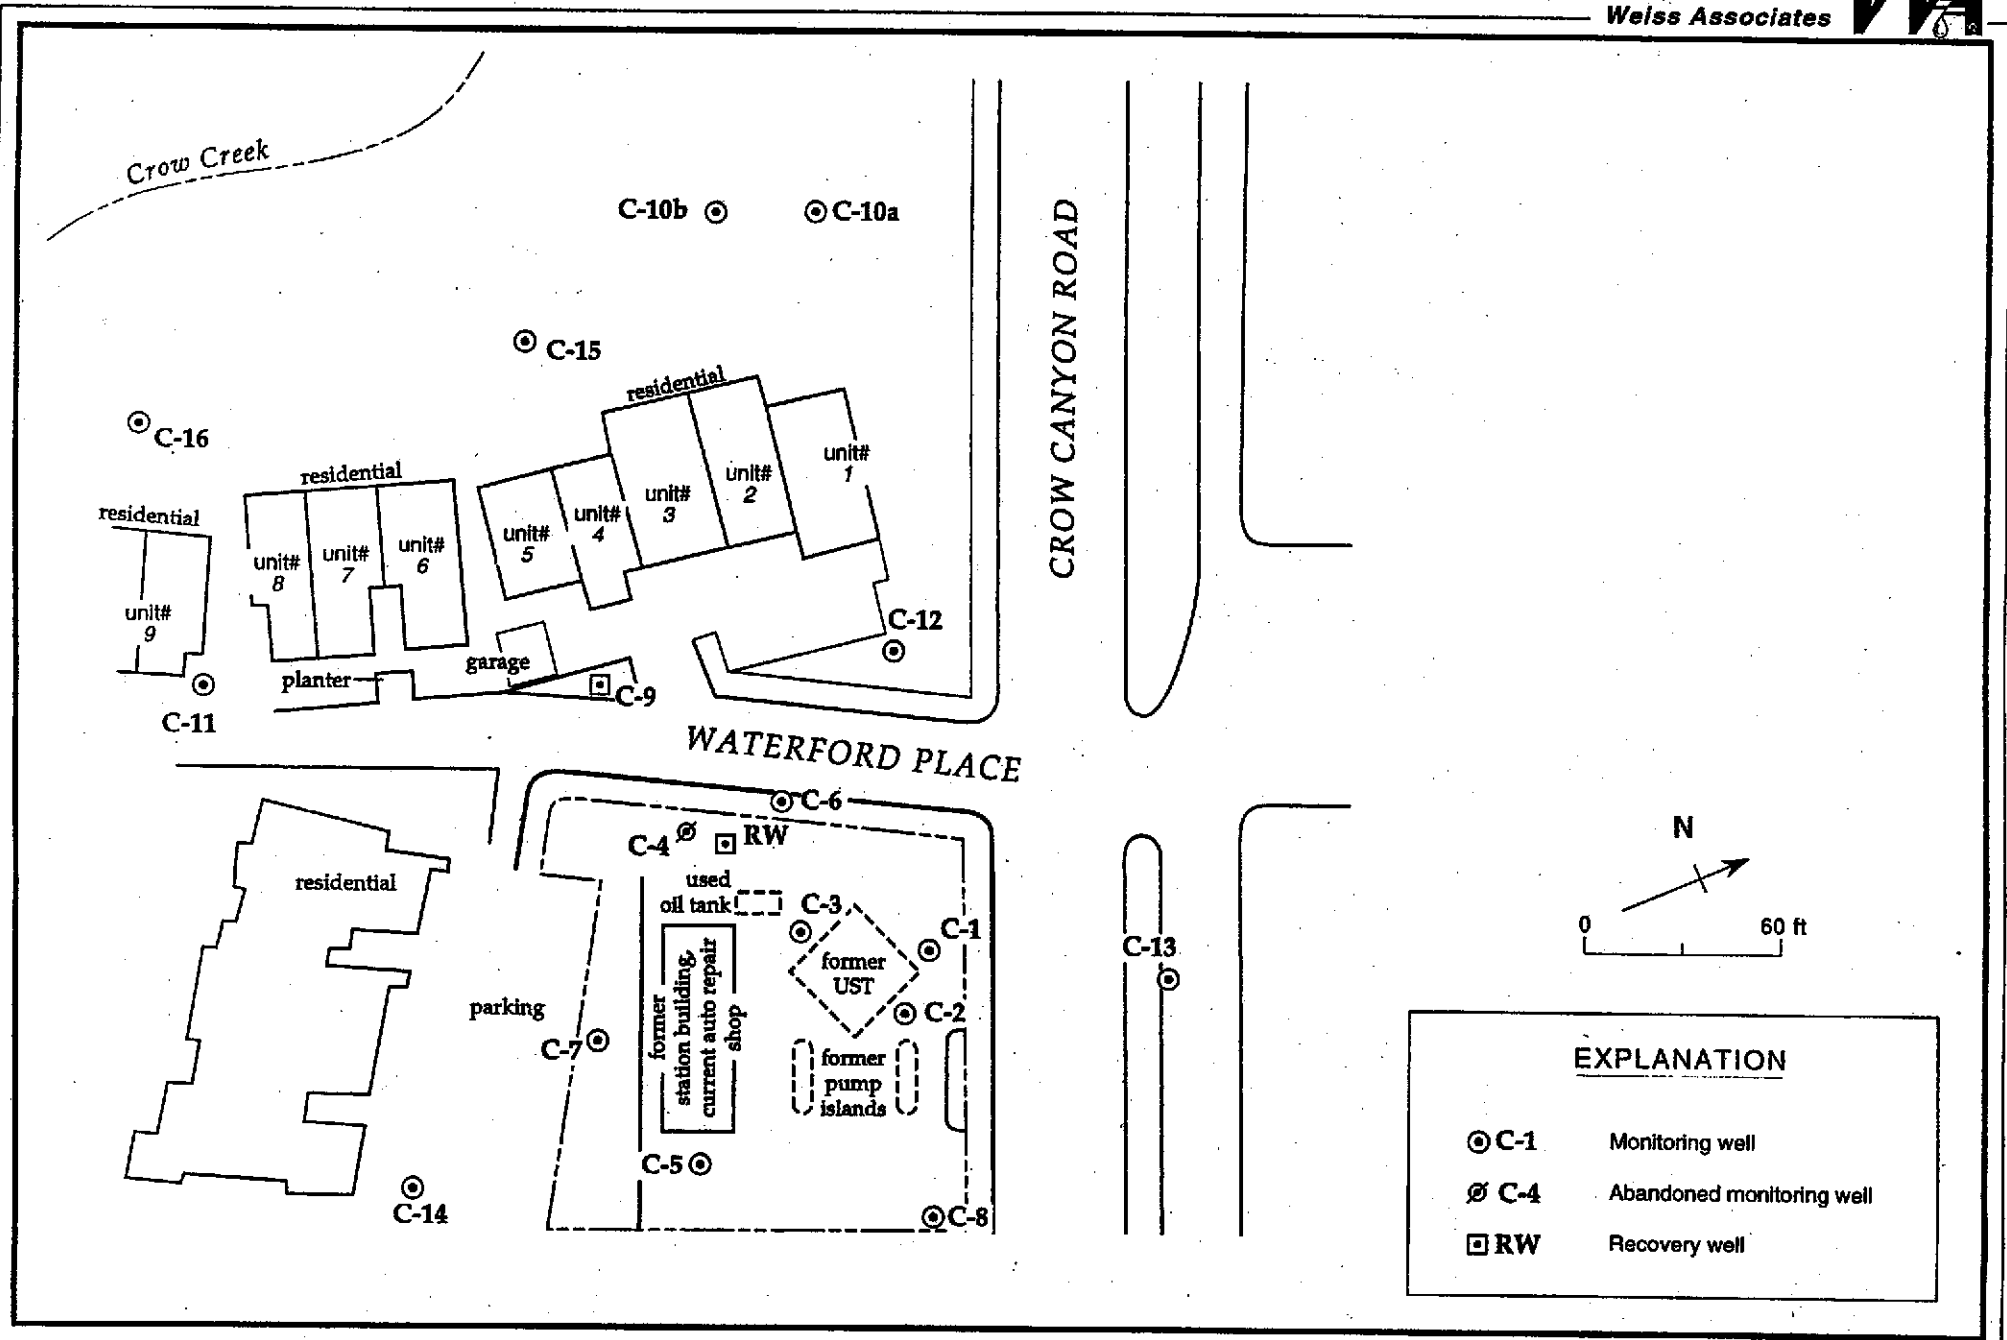 Weiss Associates
Crow Creek
C-10b
C-10a
CROW CANYON ROAD
C-15
residential
C-16
unit#
1
residential
unit#
2
unit#
3
residential
unit#
4
unit#
5
unit#
6
unit#
7
unit#
8
unit#
9
C-12
garage
planter
C-9
C-11
WATERFORD PLACE
C-6
C-4
RW
N
residential
used
oil tank
C-3
C-1
0
60 ft
C-13
former
UST
former
station building,
current auto repair
shop
parking
C-2
C-7
former
pump
islands
EXPLANATION
C-1 Monitoring well
C-5
C-4 Abandoned monitoring well
C-14
C-8
RW Recovery well